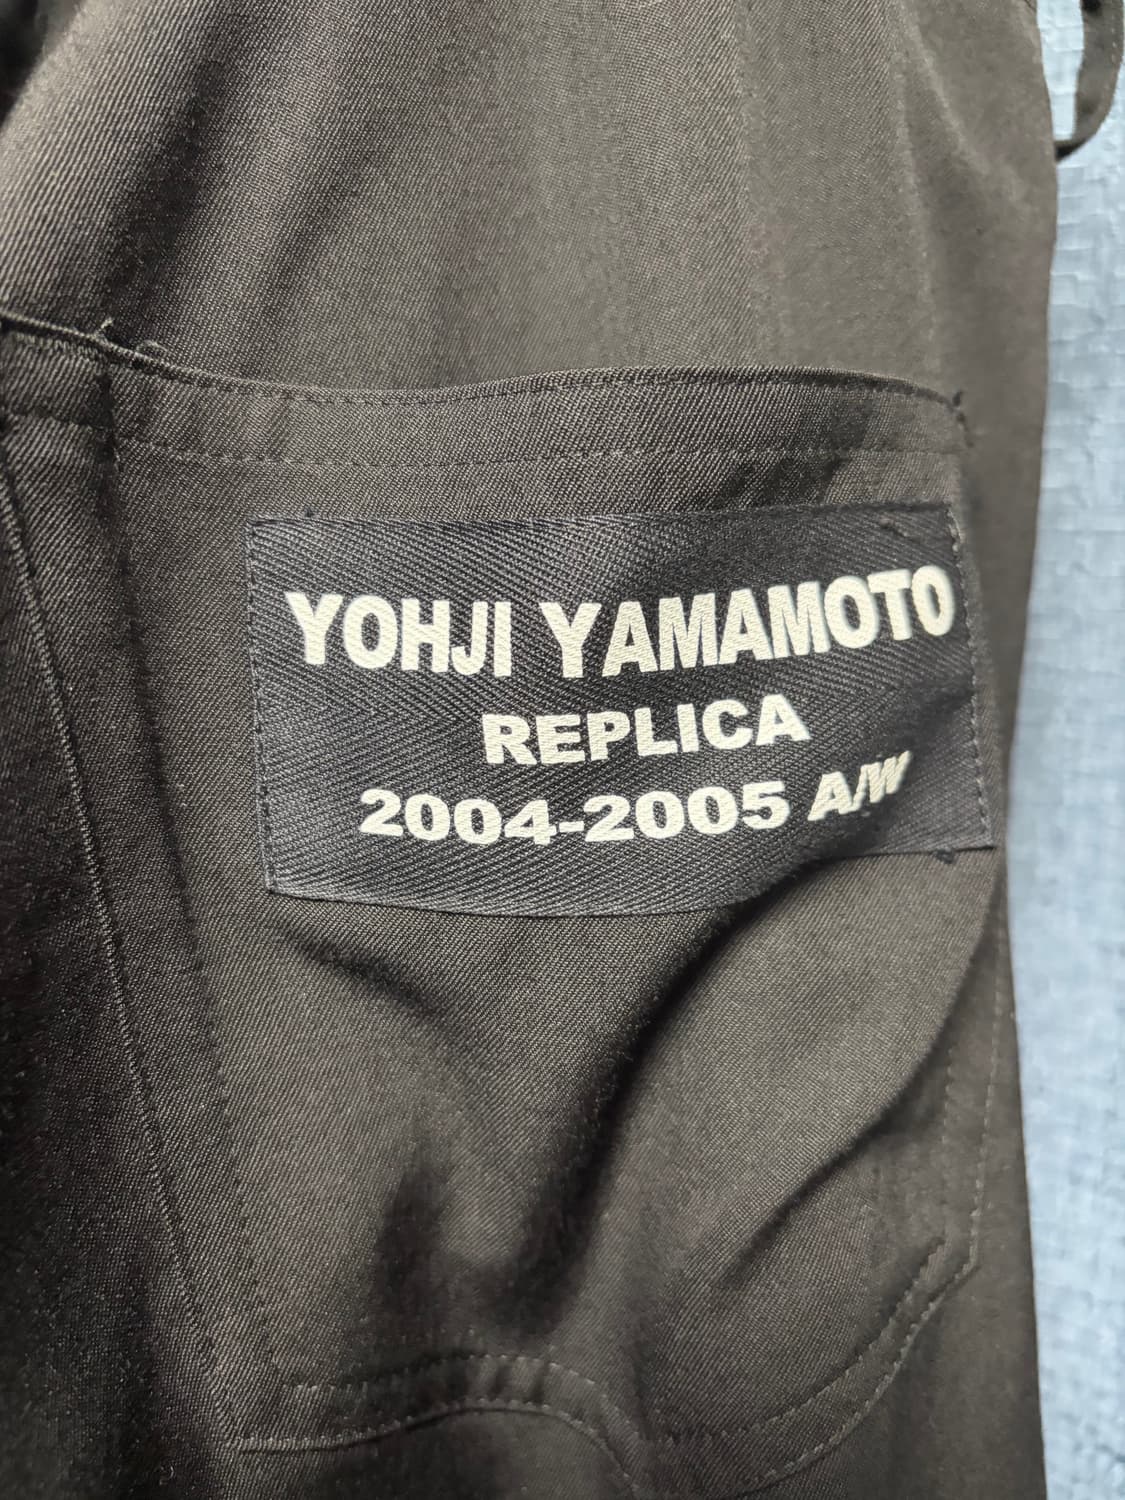 YOHJI YAMAMOTO
REPLICA
2004-2005 A/W